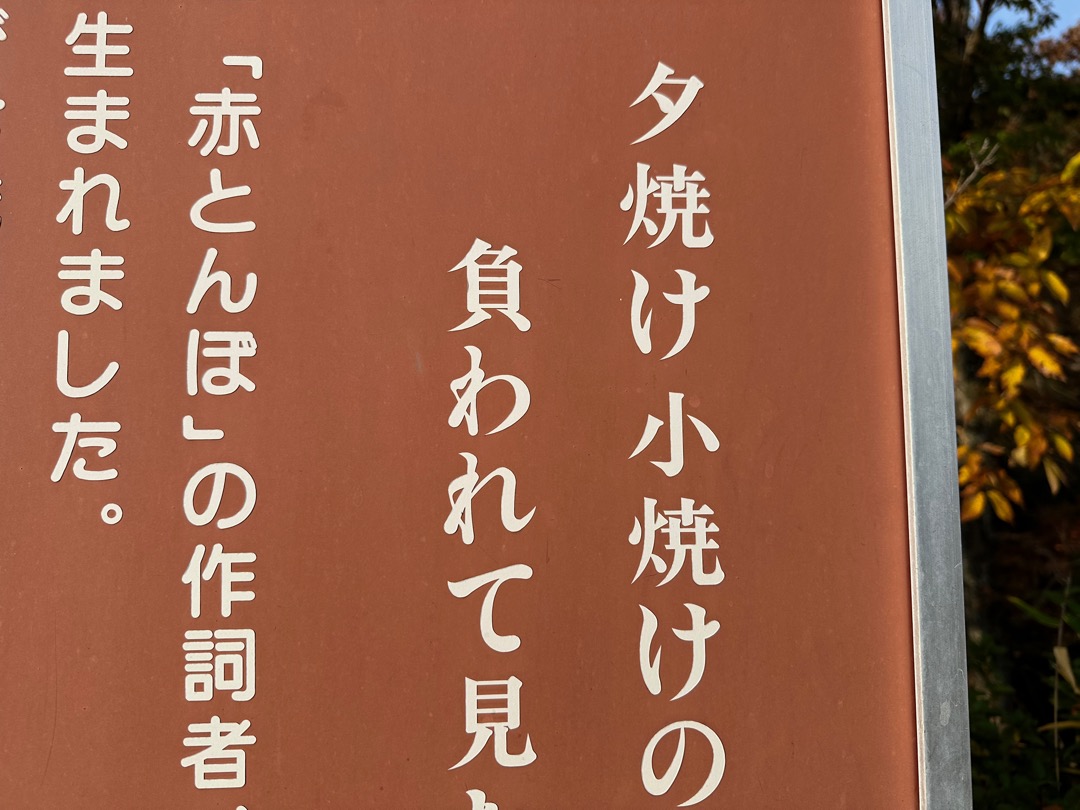 夕焼け小焼けの
負われて見
「赤とんぼ」の作詞者
生まれました。